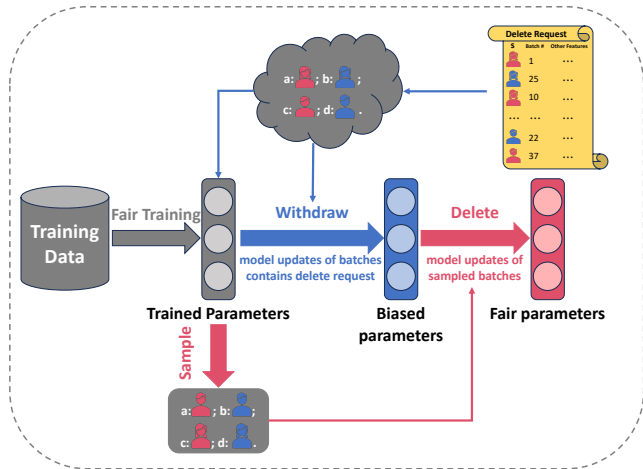 Delete Request
S Batch # Other Features
1 ...
25 ...
10 ...
... ... ...
22 ...
37 ...
a: ; b: ;
c: ; d: .
Training
Data
Fair Training
Withdraw
model updates of batches
contains delete request
Delete
model updates of
sampled batches
Trained Parameters
Biased
parameters
Fair parameters
Sample
a: ; b: ;
c: ; d: .